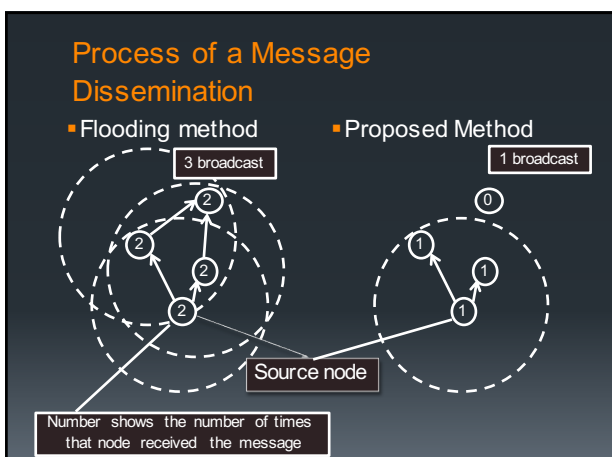 Process of a Message
Dissemination
▪ Flooding method
▪ Proposed Method
3 broadcast
1 broadcast
2
2
2
2
0
1
1
1
Source node
Number shows the number of times
that node received the message